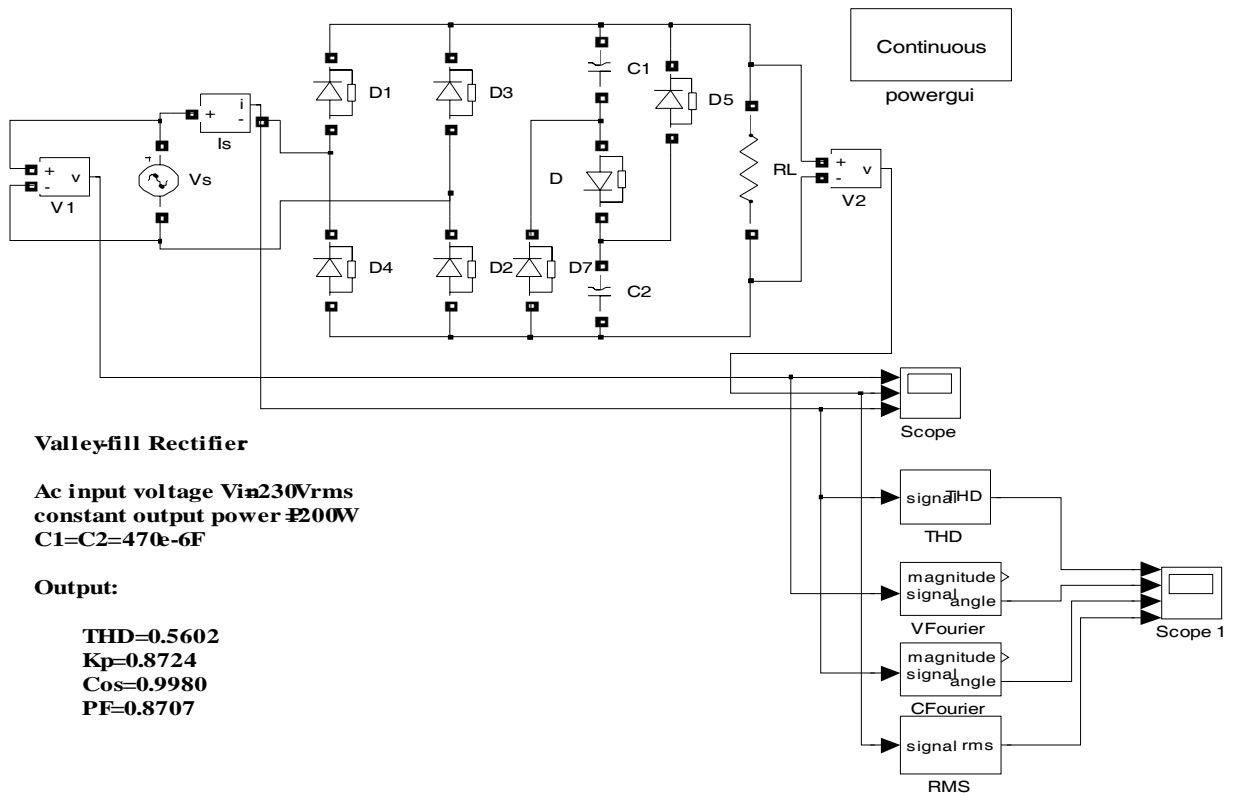 Continuous
powergui
C1
D1
D3
D5
i
+
-
Is
+
-
v
V1
Vs
D
RL
+
-
v
V2
D4
D2
D7
C2
Scope
Valley-fill Rectifier
Ac input voltage Vin=230Vrms
constant output power P=200W
C1=C2=470e-6F
Output:
THD=0.5602
Kp=0.8724
Cos=0.9980
PF=0.8707
signal THD
THD
magnitude
signal
angle
VFourier
Scope 1
magnitude
signal
angle
CFourier
signal rms
RMS